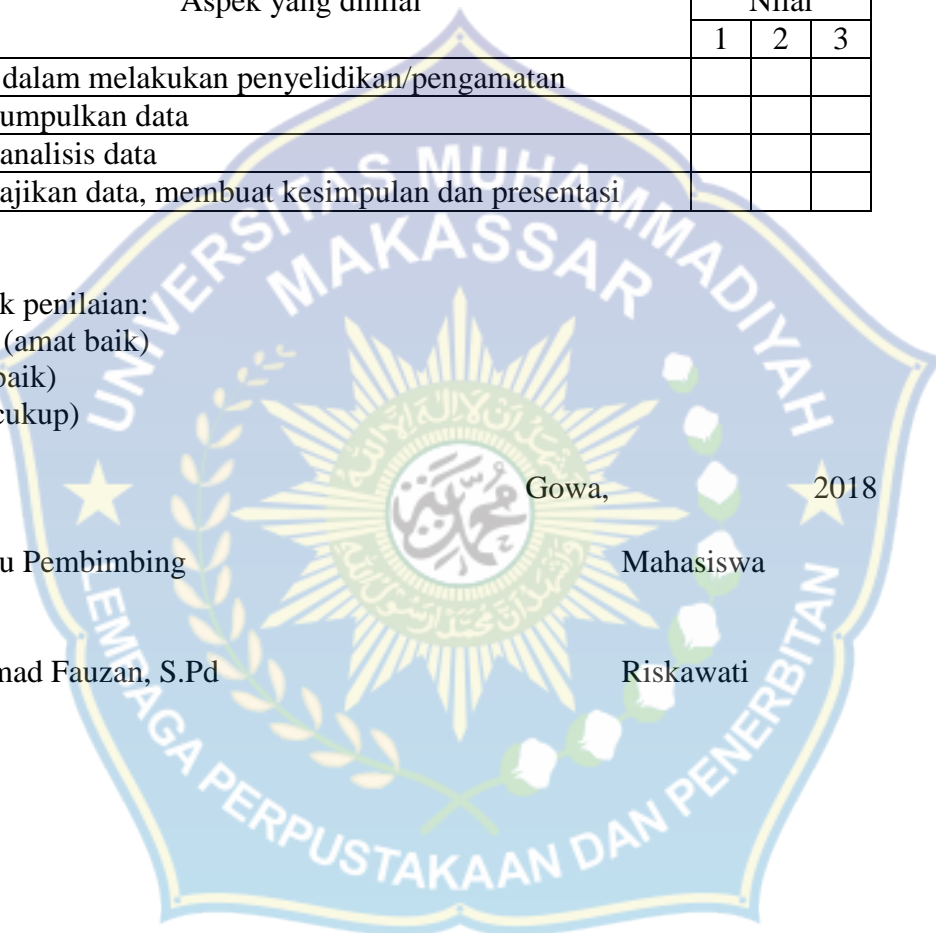 Aspek yang dinilai Nilai
1 2 3
dalam melakukan penyelidikan/pengamatan
umpulkan data
analisis data
ajikan data, membuat kesimpulan dan presentasi
k penilaian:
(amat baik)
baik)
cukup)
Gowa, 2018
u Pembimbing Mahasiswa
mad Fauzan, S.Pd Riskawati
UNIVERSITAS MUHAMMADIYAH
MAKASSAR
LEMBAGA PERPUSTAKAAN DAN PENERBITAN